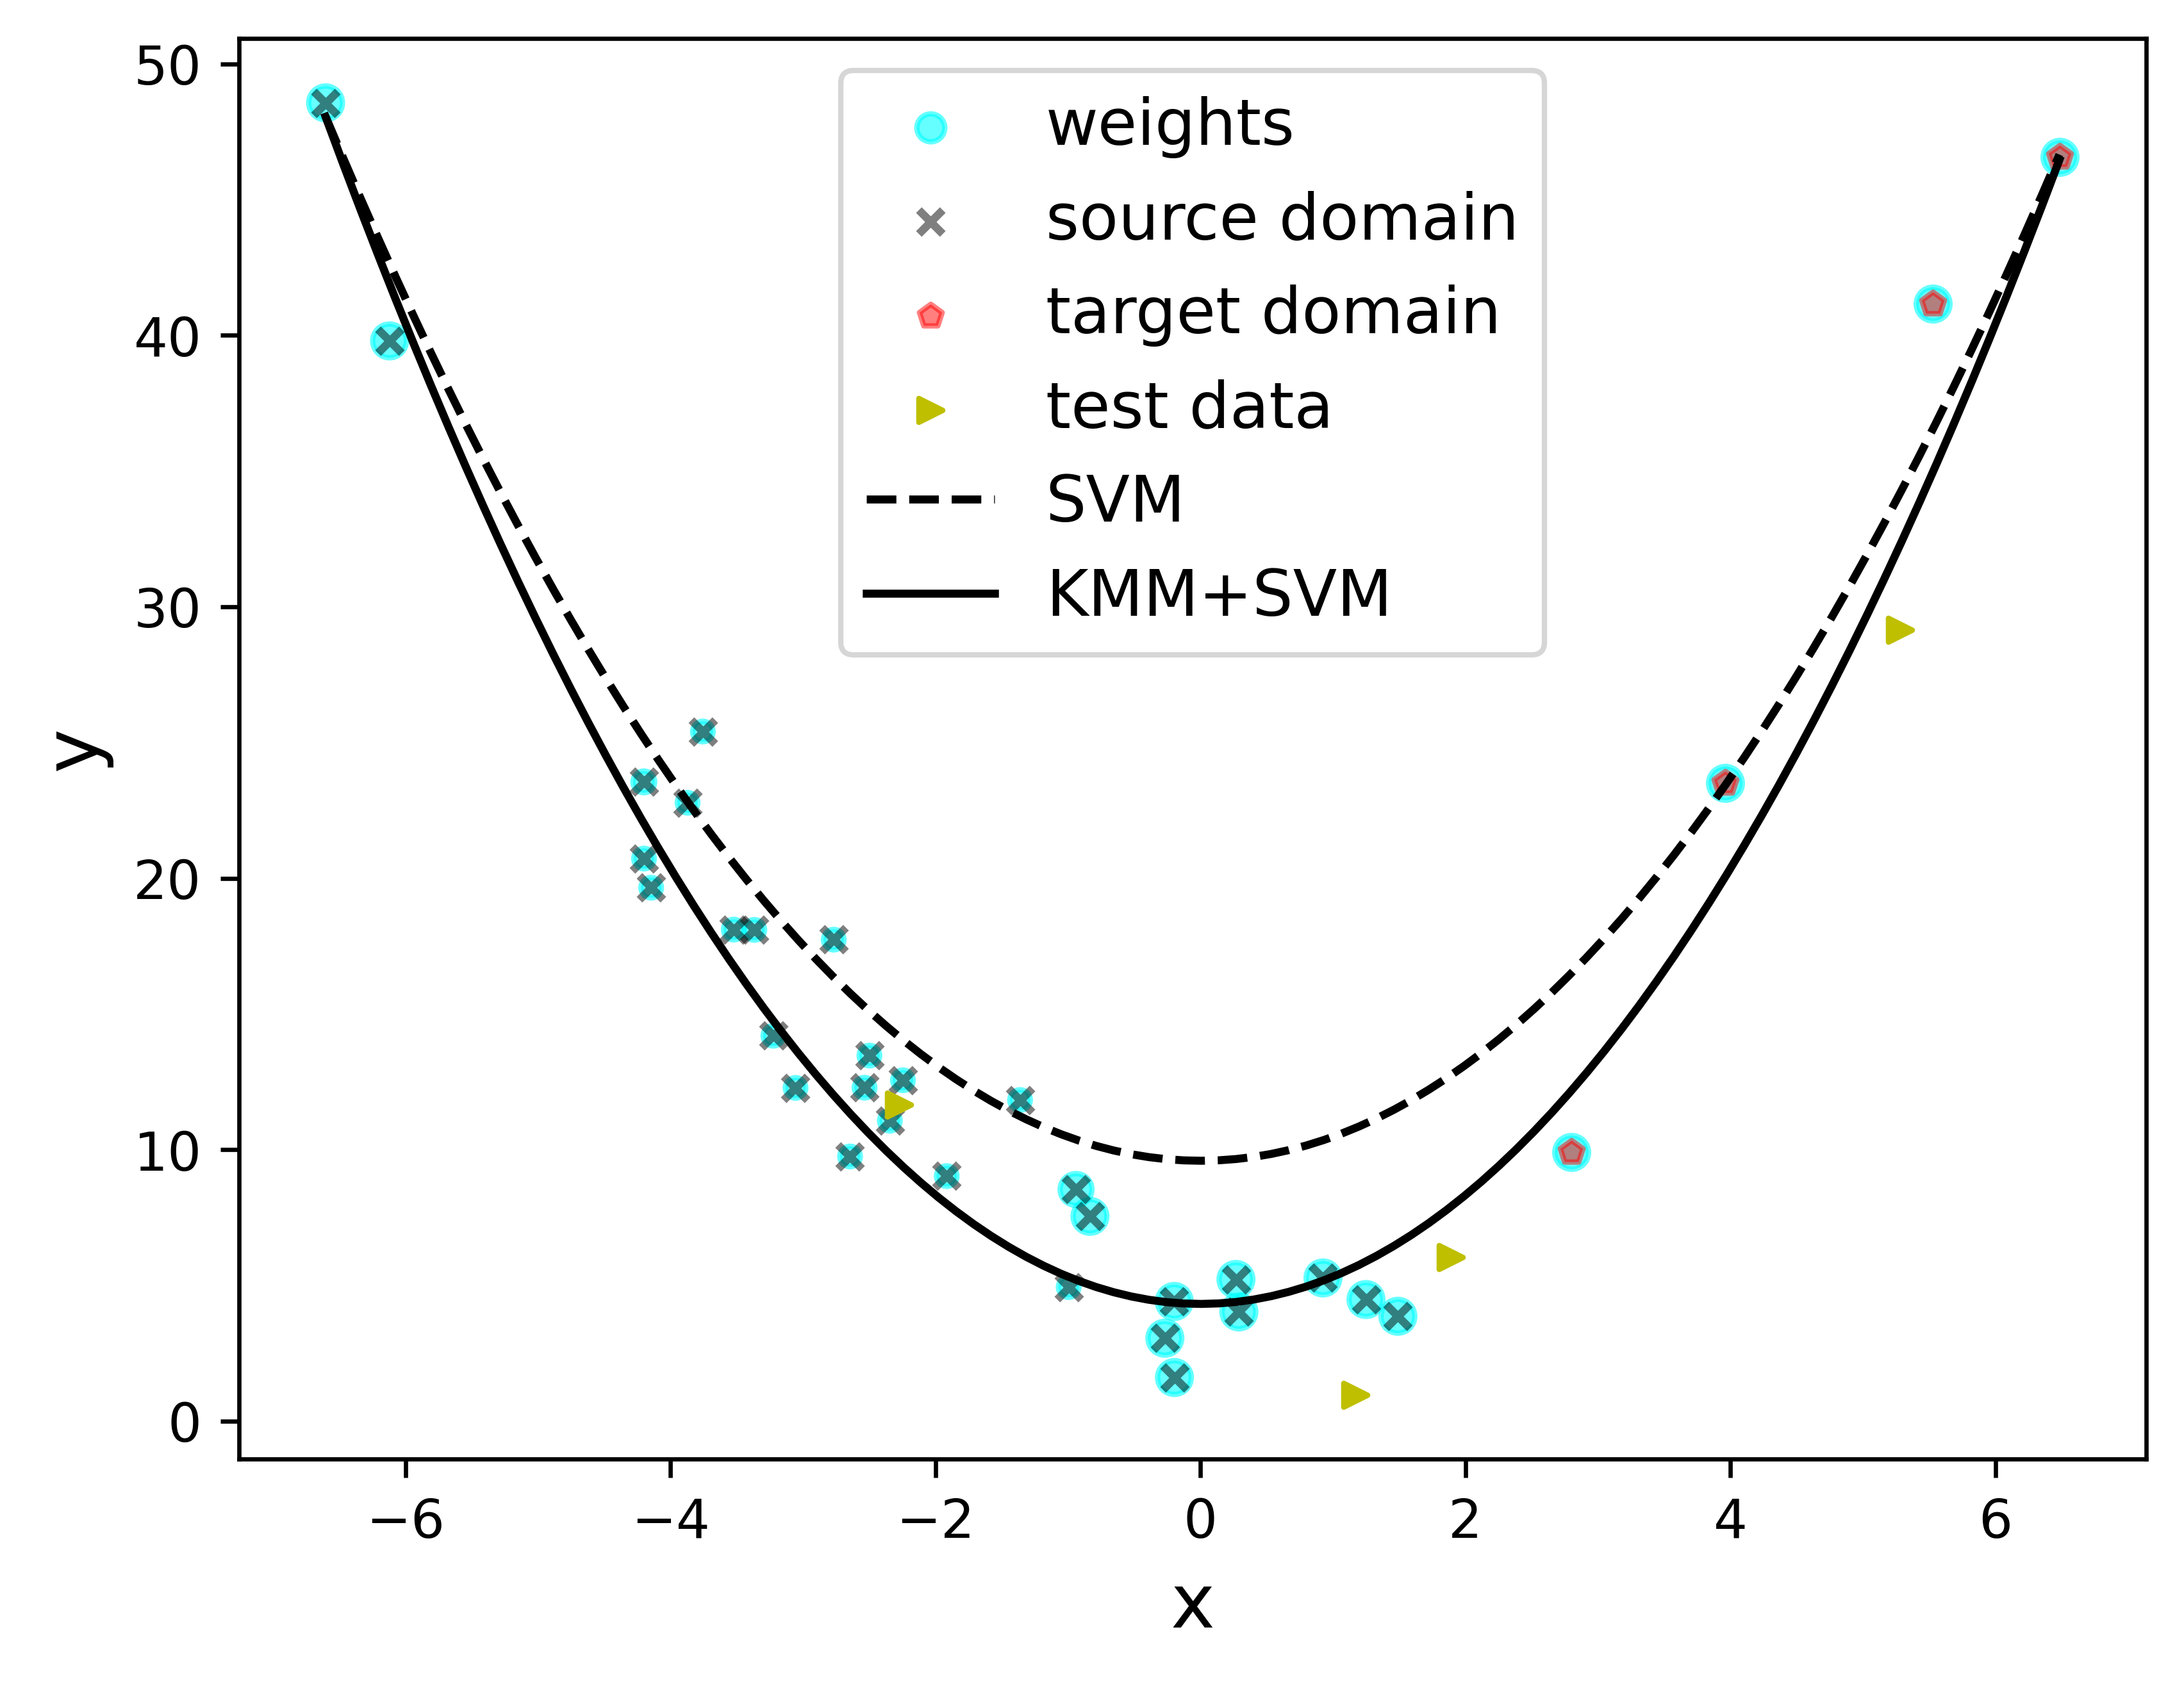 50
40
30
20
10
0
y
weights
source domain
target domain
test data
SVM
KMM+SVM
−6 −4 −2 0 2 4 6
x